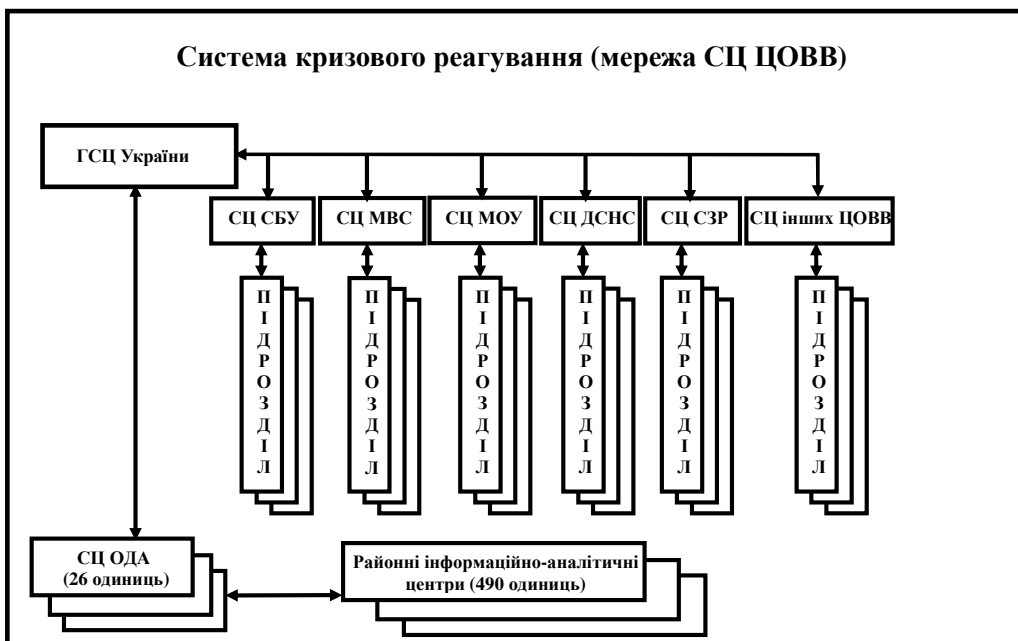 Система кризового реагування (мережа СЦ ЦОВВ)
ГСЦ України
СЦ СБУ
СЦ МВС
СЦ МОУ
СЦ ДСНС
СЦ СЗР
СЦ інших ЦОВВ
ПІДРОЗДІЛ
ПІДРОЗДІЛ
ПІДРОЗДІЛ
ПІДРОЗДІЛ
ПІДРОЗДІЛ
ПІДРОЗДІЛ
СЦ ОДА
(26 одиниць)
Районні інформаційно-аналітичні
центри (490 одиниць)